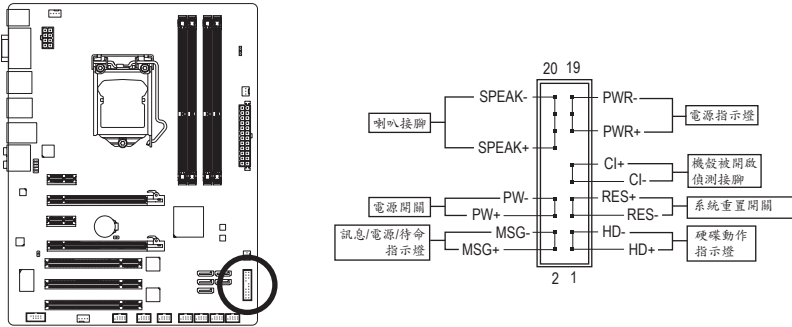 20 19
SPEAK-
PWR-
喇叭接腳
電源指示燈
SPEAK+
PWR+
CI+
CI-
機殼被開啟
偵測接腳
PW-
RES+
電源開關
系統重置開關
PW+
RES-
MSG-
HD-
訊息/電源/待命
指示燈
硬碟動作
指示燈
MSG+
HD+
2 1